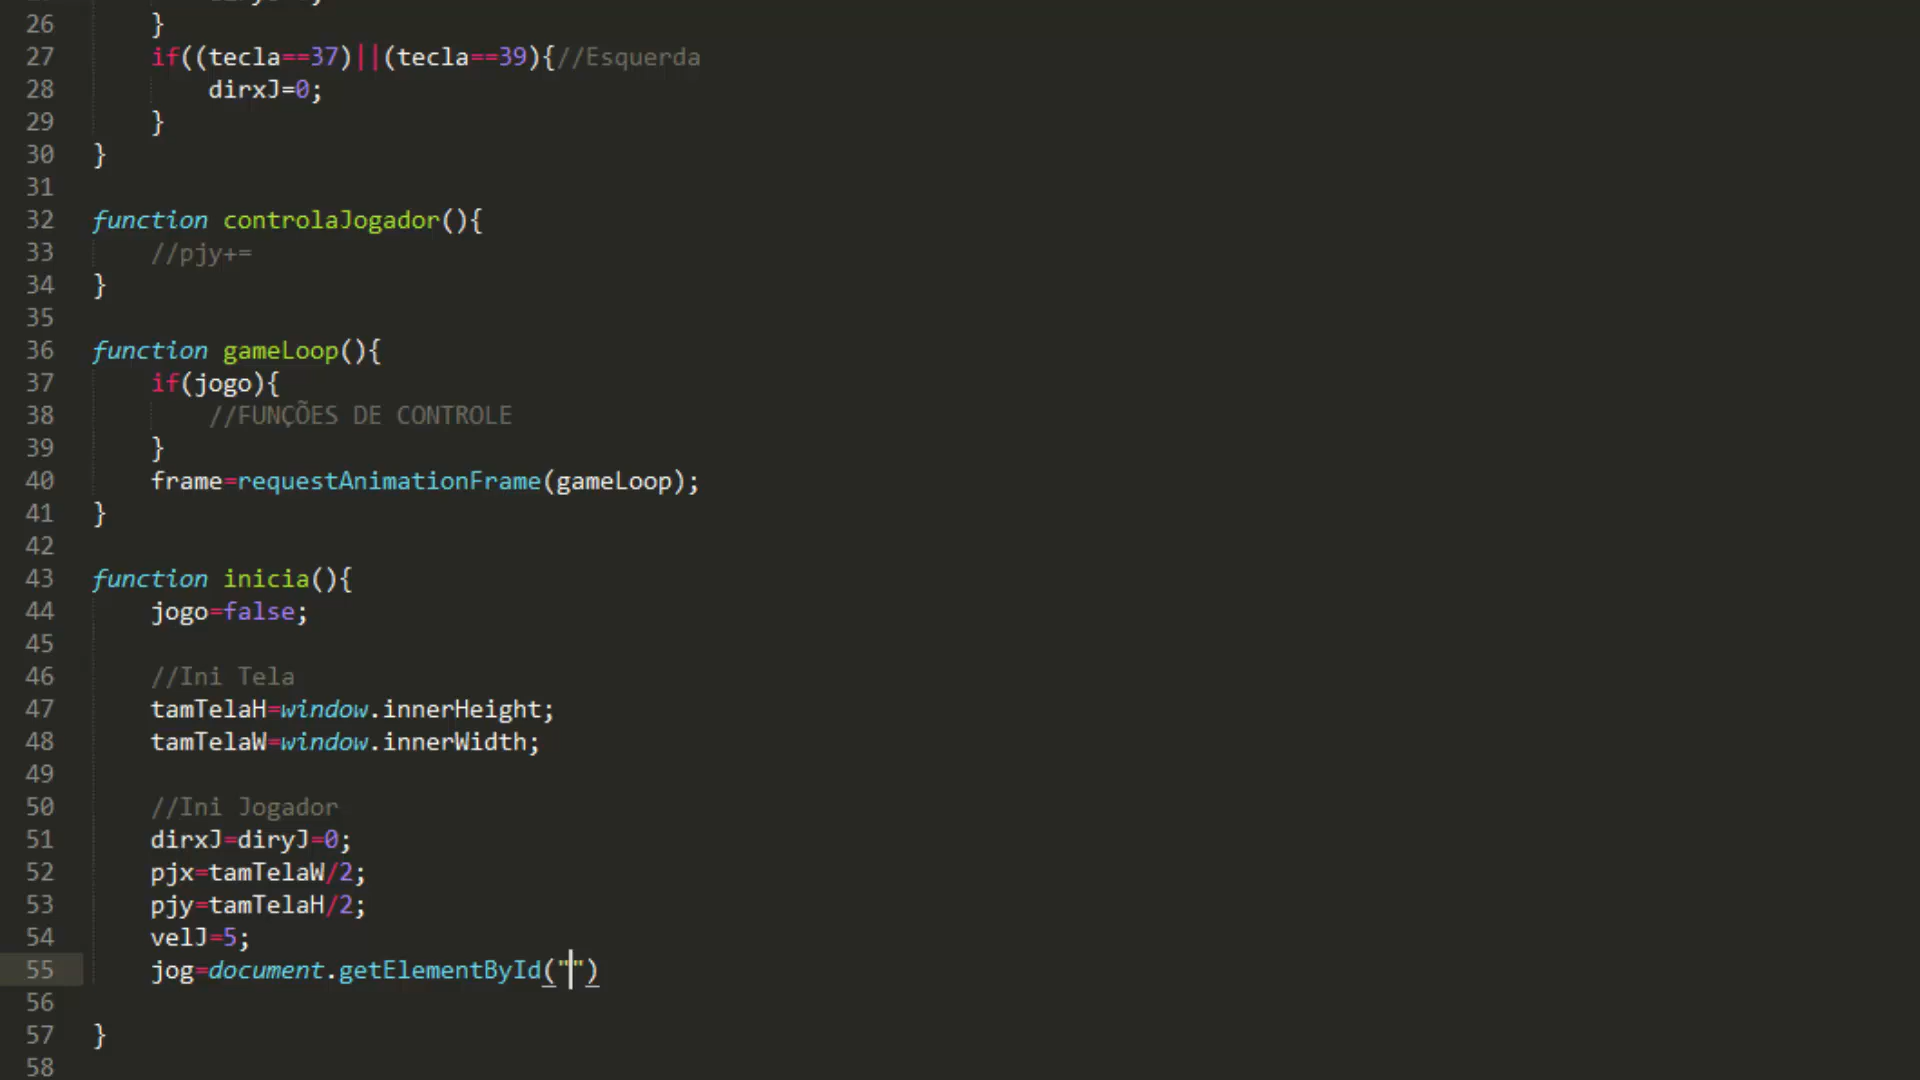 26 }
27 if((tecla==37)||(tecla==39){//Esquerda
28 dirxJ=0;
29 }
30 }
31
32 function controlaJogador(){
33 //pjy+=
34 }
35
36 function gameLoop(){
37 if(jogo){
38 //FUNÇÕES DE CONTROLE
39 }
40 frame=requestAnimationFrame(gameLoop);
41 }
42
43 function inicia(){
44 jogo=false;
45
46 //Ini Tela
47 tamTelaH=window.innerHeight;
48 tamTelaW=window.innerWidth;
49
50 //Ini Jogador
51 dirxJ=diryJ=0;
52 pjx=tamTelaW/2;
53 pjy=tamTelaH/2;
54 velJ=5;
55 jog=document.getElementById("")
56
57 }
58